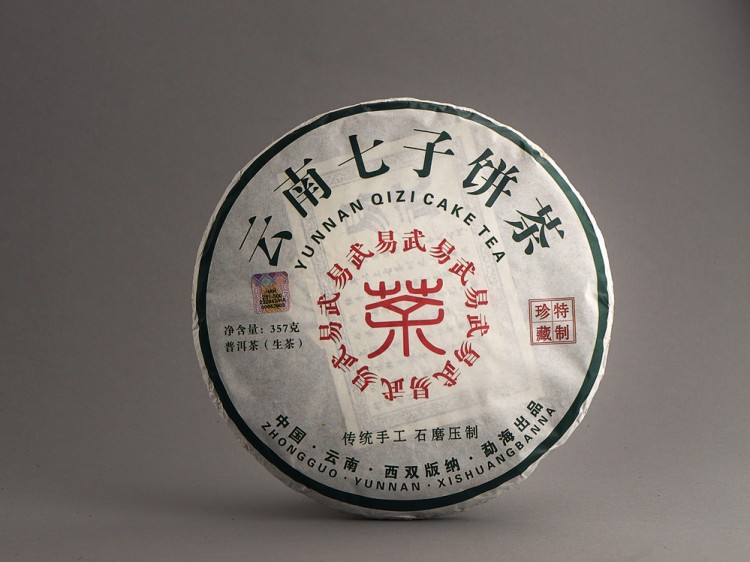 云南七子饼茶
YUNNAN QIZI CAKE TEA
易武易武易武易武易武易武易武易武
茶
净含量：357克
普洱茶（生茶）
特制
珍藏
传统手工 石磨压制
中国·云南·西双版纳·勐海出品
ZHONGGUO·YUNNAN·XISHUANGBANNA